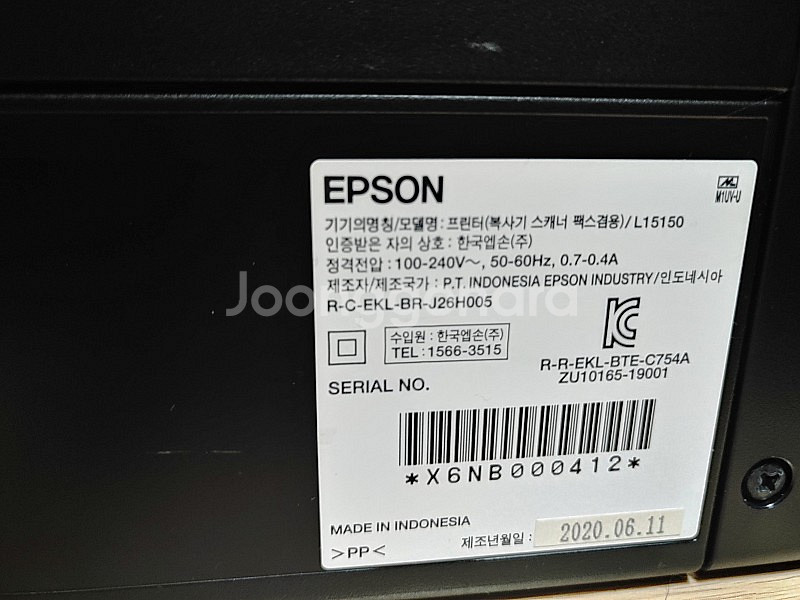 EPSON
M1UV-U
기기의명칭/모델명 : 프린터(복사기 스캐너 팩스겸용)/ L15150
인증받은 자의 상호 : 한국엡손(주)
정격전압 : 100-240V～, 50-60Hz, 0.7-0.4A
제조자/제조국가 : P.T. INDONESIA EPSON INDUSTRY/인도네시아
Joonggonara
R-C-EKL-BR-J26H005
수입원 : 한국엡손(주)
TEL : 1566-3515
R-R-EKL-BTE-C754A
ZU10165-19001
SERIAL NO.
*X6NB000412*
MADE IN INDONESIA
>PP<
제조년월일 : 2020.06.11